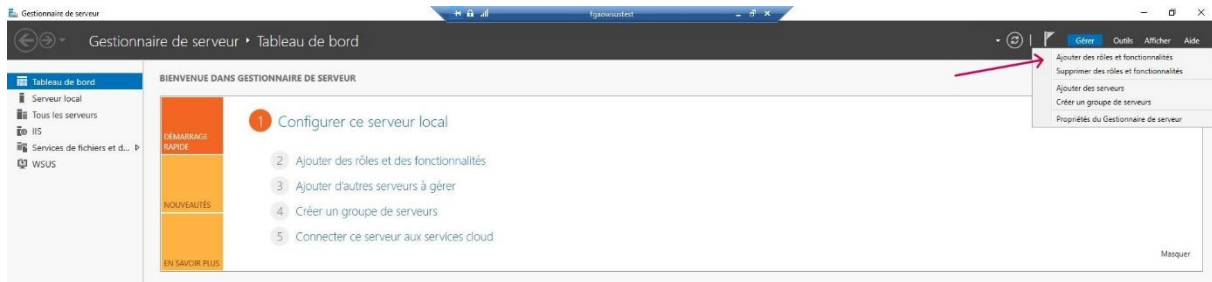 Gestionnaire de serveur
fgaowsustest
Gestionnaire de serveur • Tableau de bord
Gérer Outils Afficher Aide
Ajouter des rôles et fonctionnalités
Supprimer des rôles et fonctionnalités
Ajouter des serveurs
Créer un groupe de serveurs
Propriétés du Gestionnaire de serveur
Tableau de bord
Serveur local
Tous les serveurs
IIS
Services de fichiers et d...
WSUS
BIENVENUE DANS GESTIONNAIRE DE SERVEUR
DÉMARRAGE
RAPIDE
NOUVEAUTÉS
EN SAVOIR PLUS
1 Configurer ce serveur local
2 Ajouter des rôles et des fonctionnalités
3 Ajouter d'autres serveurs à gérer
4 Créer un groupe de serveurs
5 Connecter ce serveur aux services cloud
Masquer